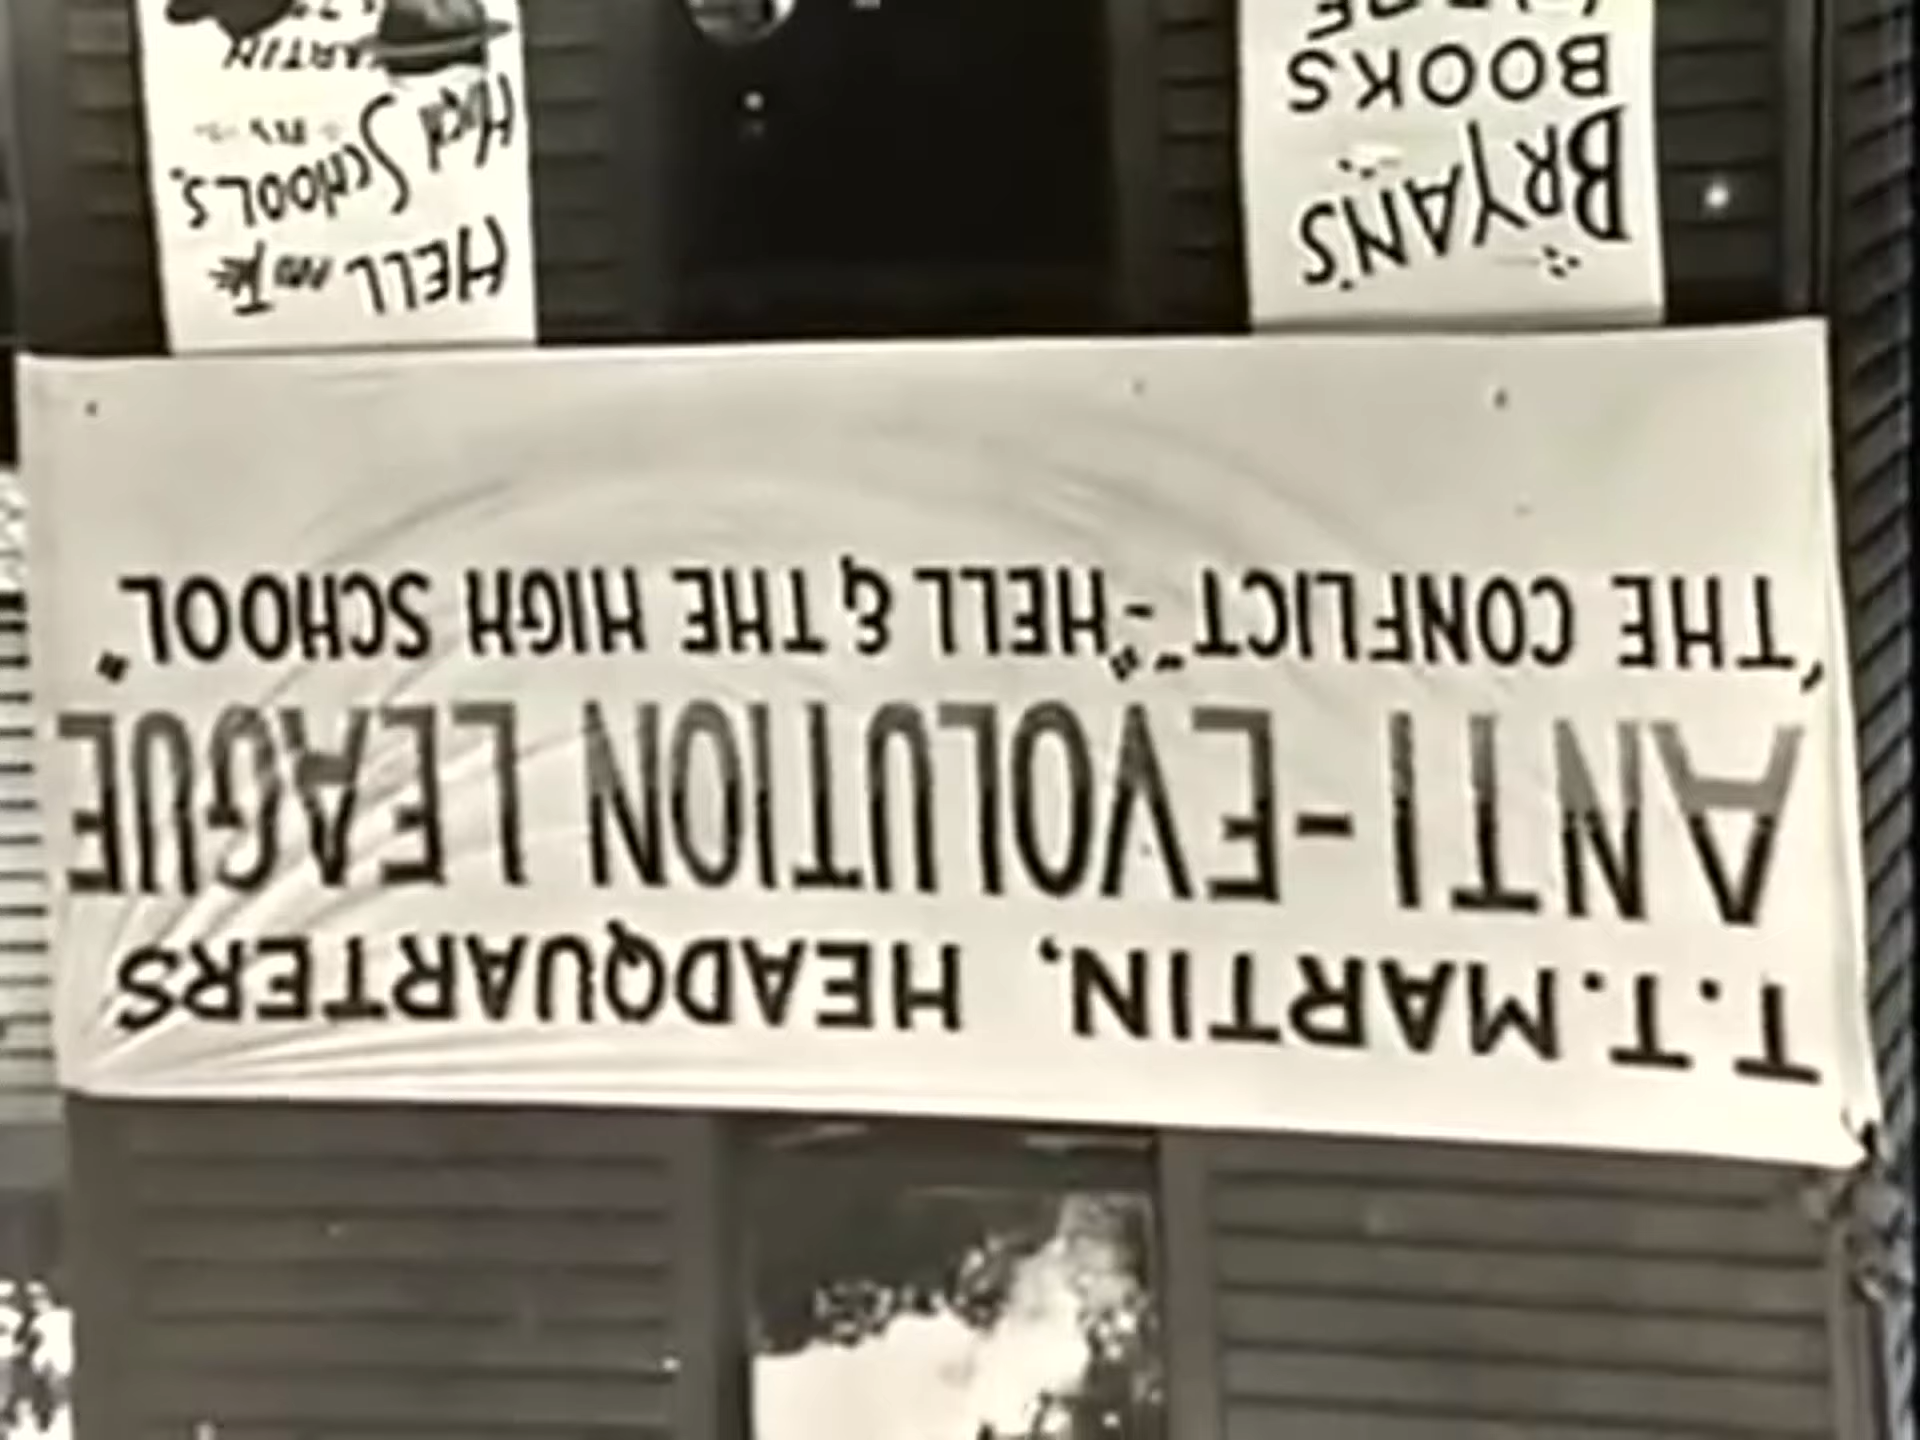 T.T. MARTIN, HEADQUARTERS
ANTI-EVOLUTION LEAGUE
"THE CONFLICT"-"HELL & THE HIGH SCHOOL"
BRYAN'S
BOOKS
HELL and The
HIGH SCHOOLS.